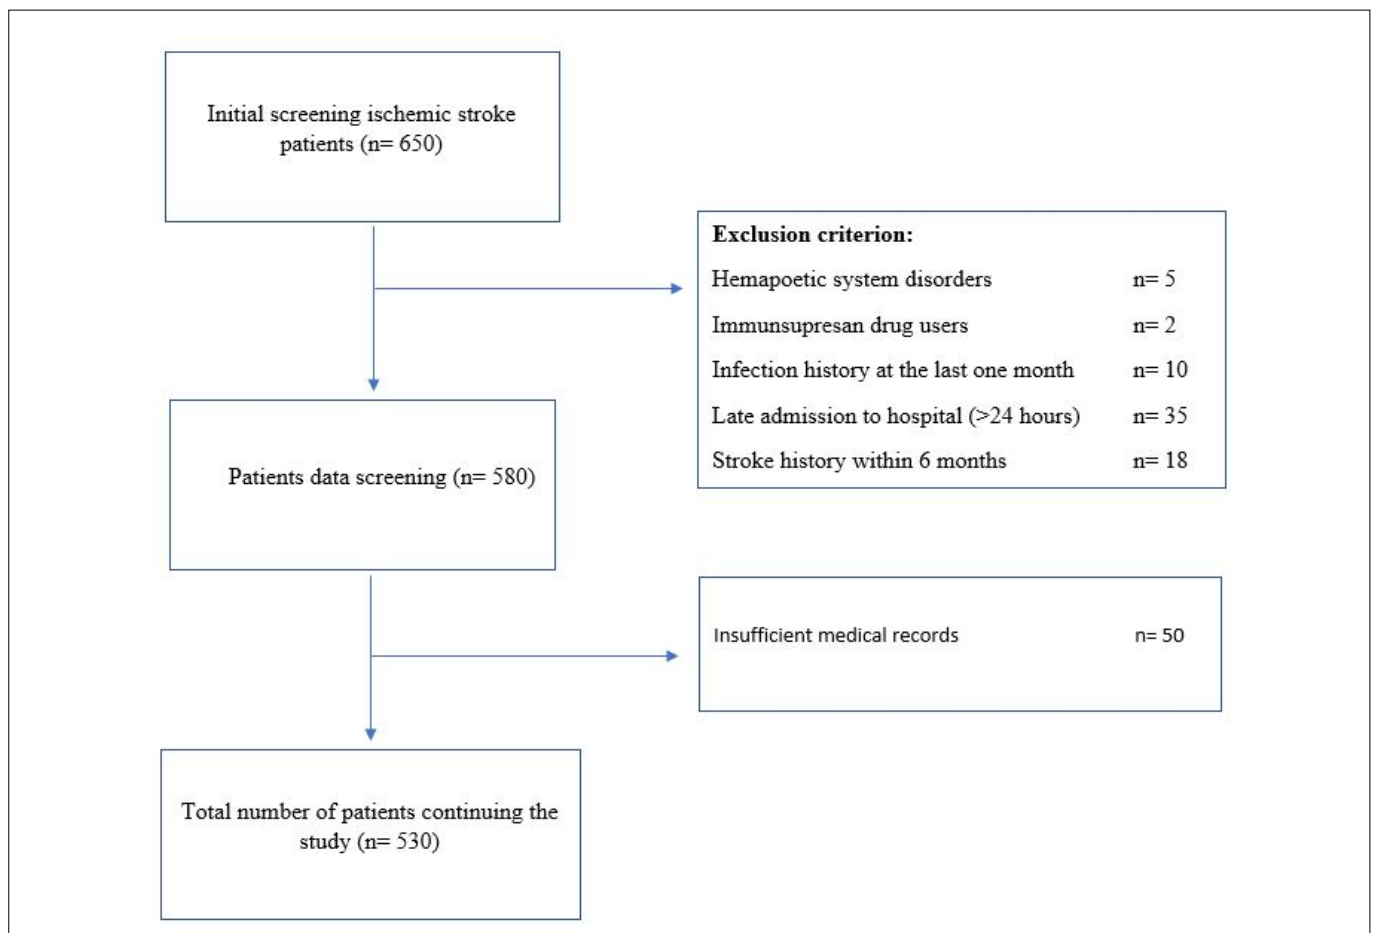 Initial screening ischemic stroke
patients (n= 650)
Exclusion criterion:
Hemapoetic system disorders n= 5
Immunsupresan drug users n= 2
Infection history at the last one month n= 10
Late admission to hospital (>24 hours) n= 35
Stroke history within 6 months n= 18
Patients data screening (n= 580)
Insufficient medical records n= 50
Total number of patients continuing the
study (n= 530)